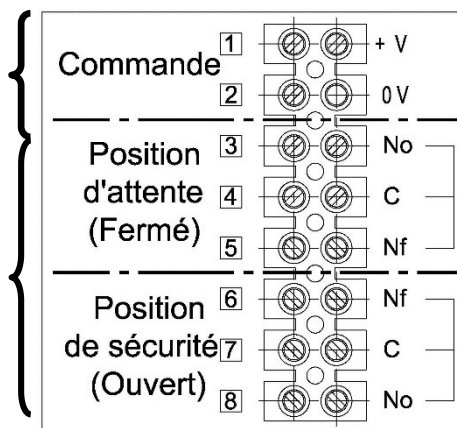 Commande
1 + V
2 0 V
Position
d'attente
(Fermé)
3 No
4 C
5 Nf
Position
de sécurité
(Ouvert)
6 Nf
7 C
8 No